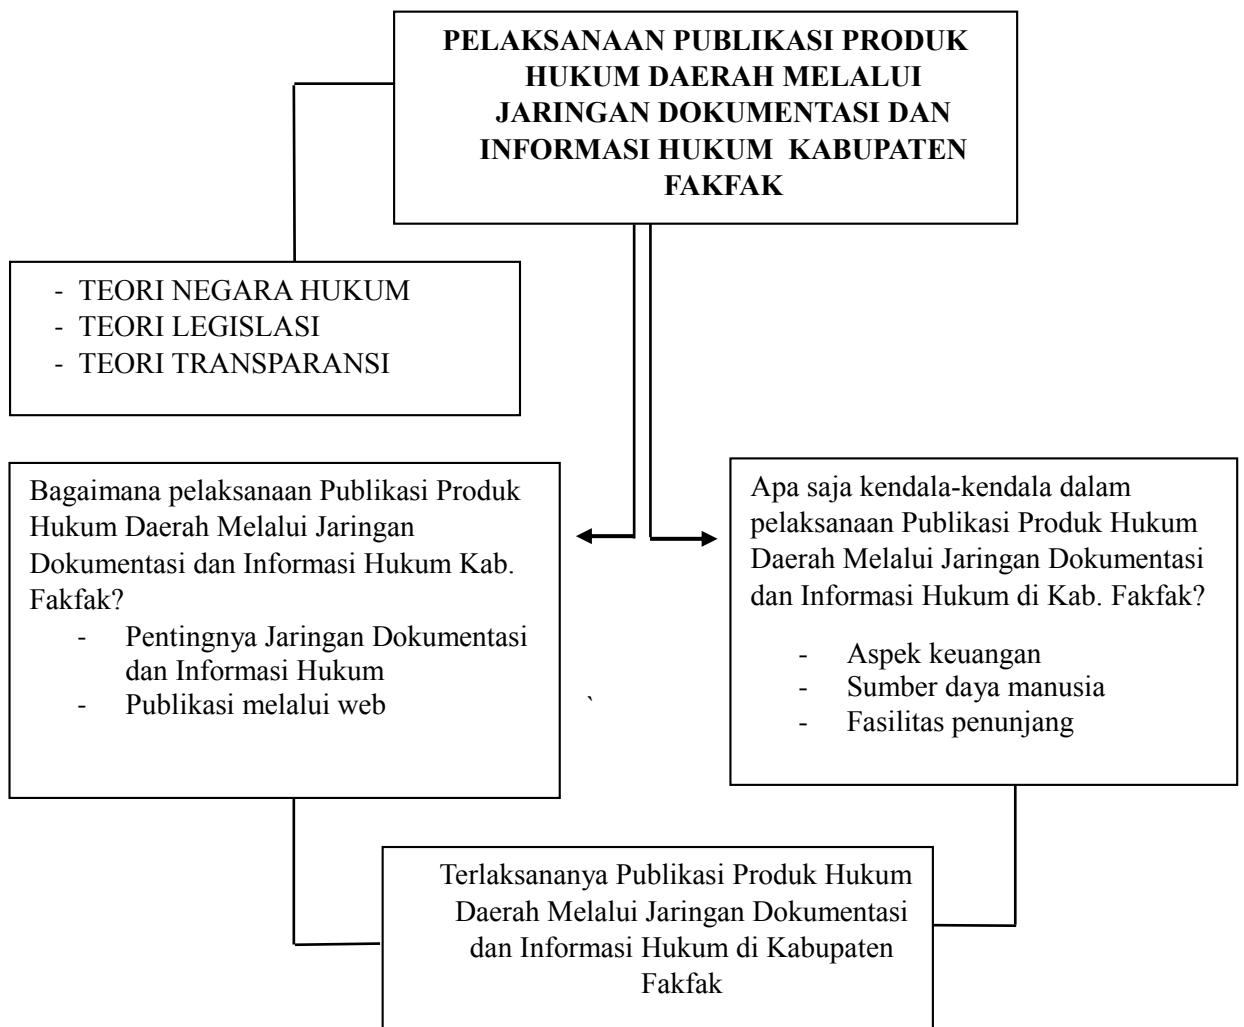 PELAKSANAAN PUBLIKASI PRODUK
HUKUM DAERAH MELALUI
JARINGAN DOKUMENTASI DAN
INFORMASI HUKUM KABUPATEN
FAKFAK
- TEORI NEGARA HUKUM
- TEORI LEGISLASI
- TEORI TRANSPARANSI
Bagaimana pelaksanaan Publikasi Produk
Hukum Daerah Melalui Jaringan
Dokumentasi dan Informasi Hukum Kab.
Fakfak?
- Pentingnya Jaringan Dokumentasi
dan Informasi Hukum
- Publikasi melalui web
`
Apa saja kendala-kendala dalam
pelaksanaan Publikasi Produk Hukum
Daerah Melalui Jaringan Dokumentasi
dan Informasi Hukum di Kab. Fakfak?
- Aspek keuangan
- Sumber daya manusia
- Fasilitas penunjang
Terlaksananya Publikasi Produk Hukum
Daerah Melalui Jaringan Dokumentasi
dan Informasi Hukum di Kabupaten
Fakfak